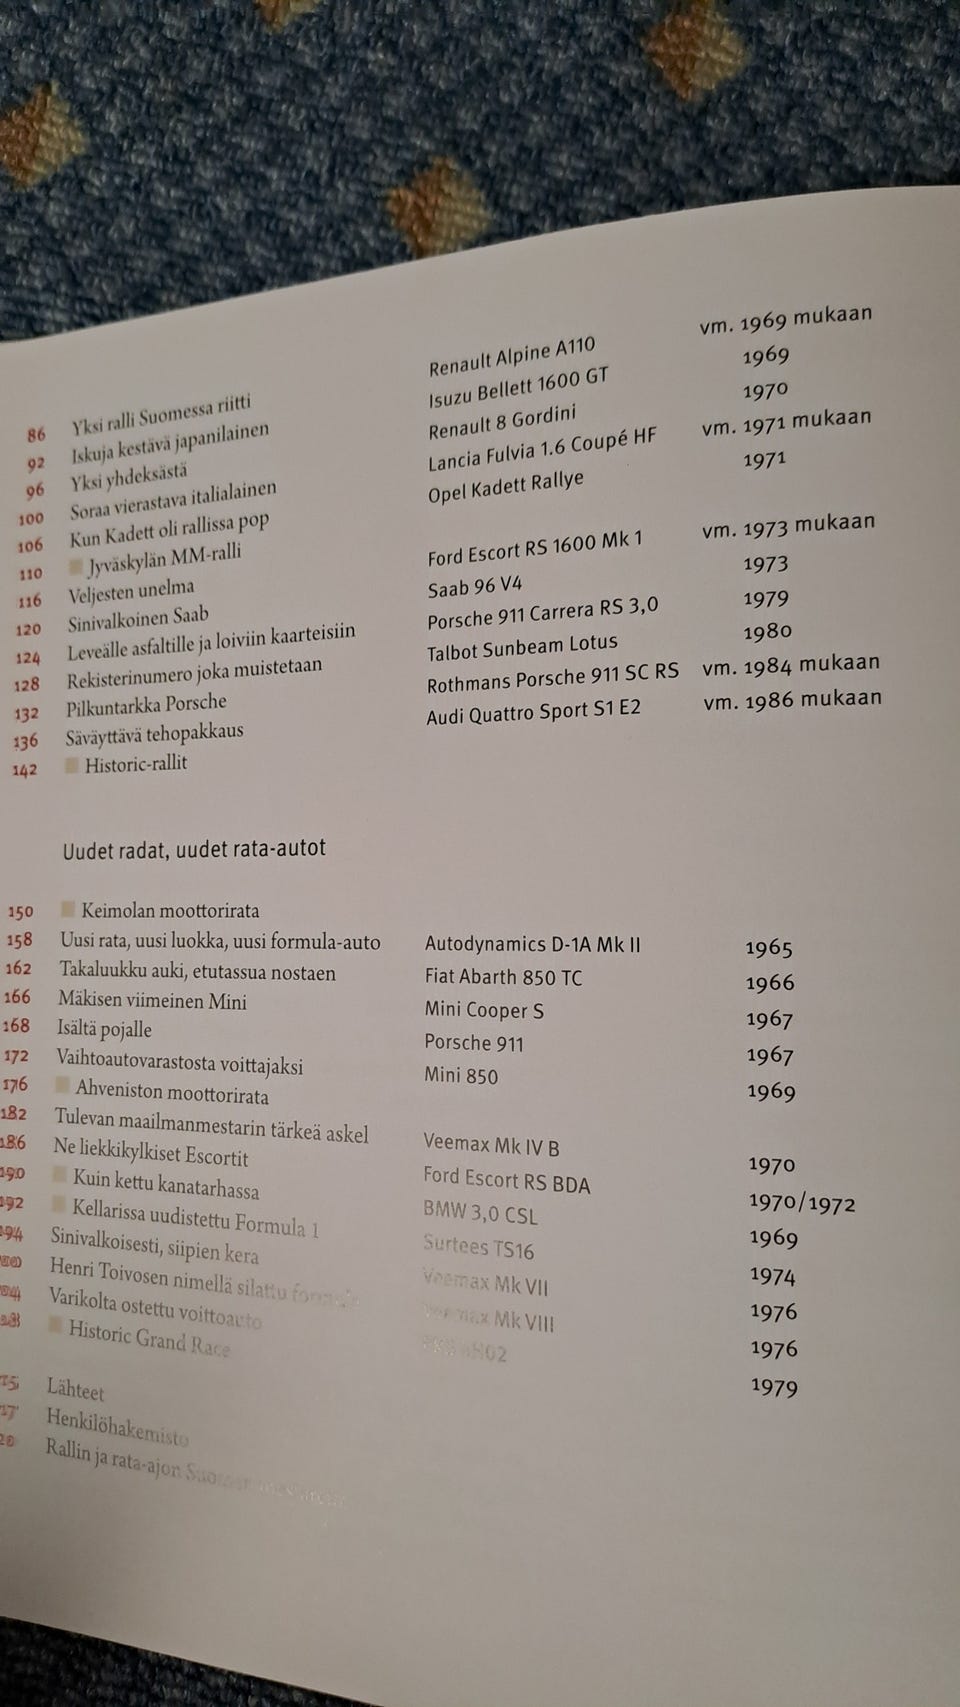 86 Yksi ralli Suomessa riitti Renault Alpine A110 vm. 1969 mukaan
92 Iskuja kestävä japanilainen Isuzu Bellett 1600 GT 1969
96 Yksi yhdeksästä Renault 8 Gordini 1970
100 Soraa vierastava italialainen Lancia Fulvia 1.6 Coupé HF vm. 1971 mukaan
106 Kun Kadett oli rallissa pop Opel Kadett Rallye 1971
110 Jyväskylän MM-ralli
116 Veljesten unelma Ford Escort RS 1600 Mk 1 vm. 1973 mukaan
120 Sinivalkoinen Saab Saab 96 V4 1973
124 Leveälle asfaltille ja loiviin kaarteisiin Porsche 911 Carrera RS 3,0 1979
128 Rekisterinumero joka muistetaan Talbot Sunbeam Lotus 1980
132 Pilkuntarkka Porsche Rothmans Porsche 911 SC RS vm. 1984 mukaan
136 Säväyttävä tehopakkaus Audi Quattro Sport S1 E2 vm. 1986 mukaan
142 Historic-rallit
Uudet radat, uudet rata-autot
150 Keimolan moottorirata
158 Uusi rata, uusi luokka, uusi formula-auto Autodynamics D-1A Mk II 1965
162 Takaluukku auki, etutassua nostaen Fiat Abarth 850 TC 1966
166 Mäkisen viimeinen Mini Mini Cooper S 1967
168 Isältä pojalle Porsche 911 1967
172 Vaihtoautovarastosta voittajaksi Mini 850 1969
176 Ahveniston moottorirata
182 Tulevan maailmanmestarin tärkeä askel Veemax Mk IV B 1970
186 Ne liekkikylkiset Escortit Ford Escort RS BDA 1970/1972
190 Kuin kettu kanatarhassa BMW 3,0 CSL 1969
192 Kellarissa uudistettu Formula 1 Surtees TS16 1974
194 Sinivalkoisesti, siipien kera Veemax Mk VII 1976
Henri Toivosen nimellä silattu formula Veemax Mk VIII 1976
Varikolta ostettu voittoauto 1979
Historic Grand Race
Lähteet
Henkilöhakemisto
Rallin ja rata-ajon